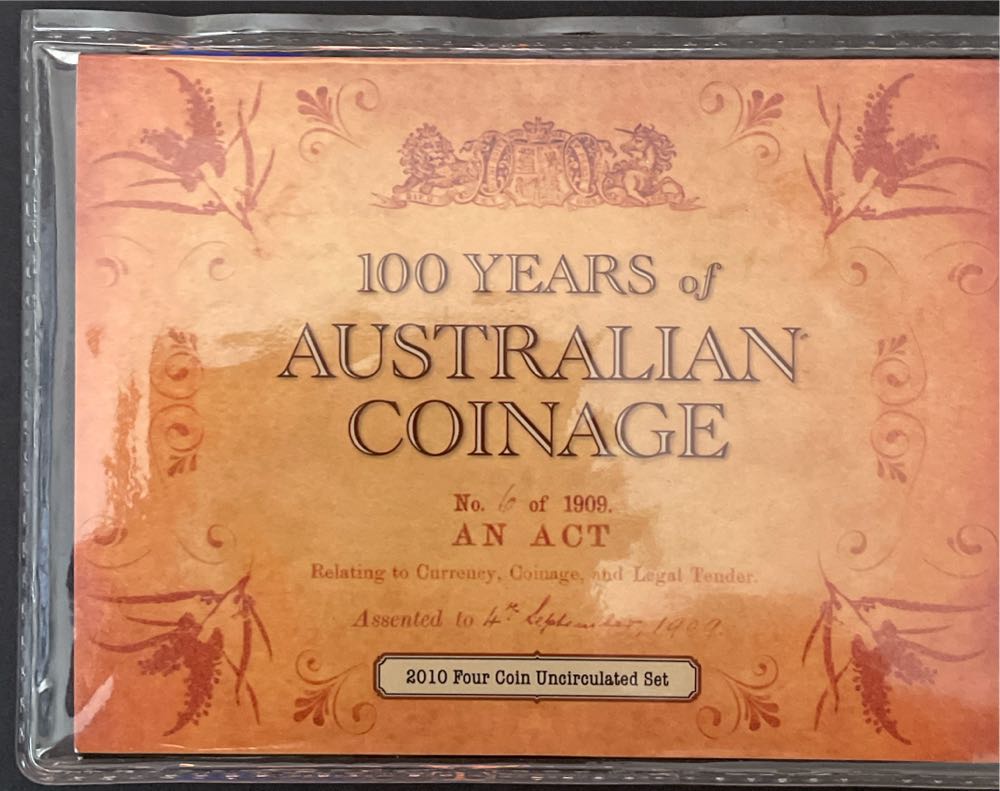 100 YEARS of
AUSTRALIAN
COINAGE
No. 6 of 1909.
AN ACT
Relating to Currency, Coinage, and Legal Tender.
Assented to 4th September, 1909.
2010 Four Coin Uncirculated Set